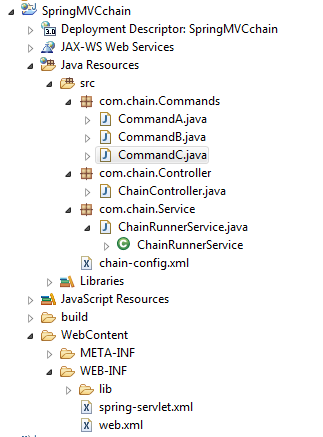 SpringMVCchain
Deployment Descriptor: SpringMVCchain
JAX-WS Web Services
Java Resources
src
com.chain.Commands
CommandA.java
CommandB.java
CommandC.java
com.chain.Controller
ChainController.java
com.chain.Service
ChainRunnerService.java
ChainRunnerService
chain-config.xml
Libraries
JavaScript Resources
build
WebContent
META-INF
WEB-INF
lib
spring-servlet.xml
web.xml